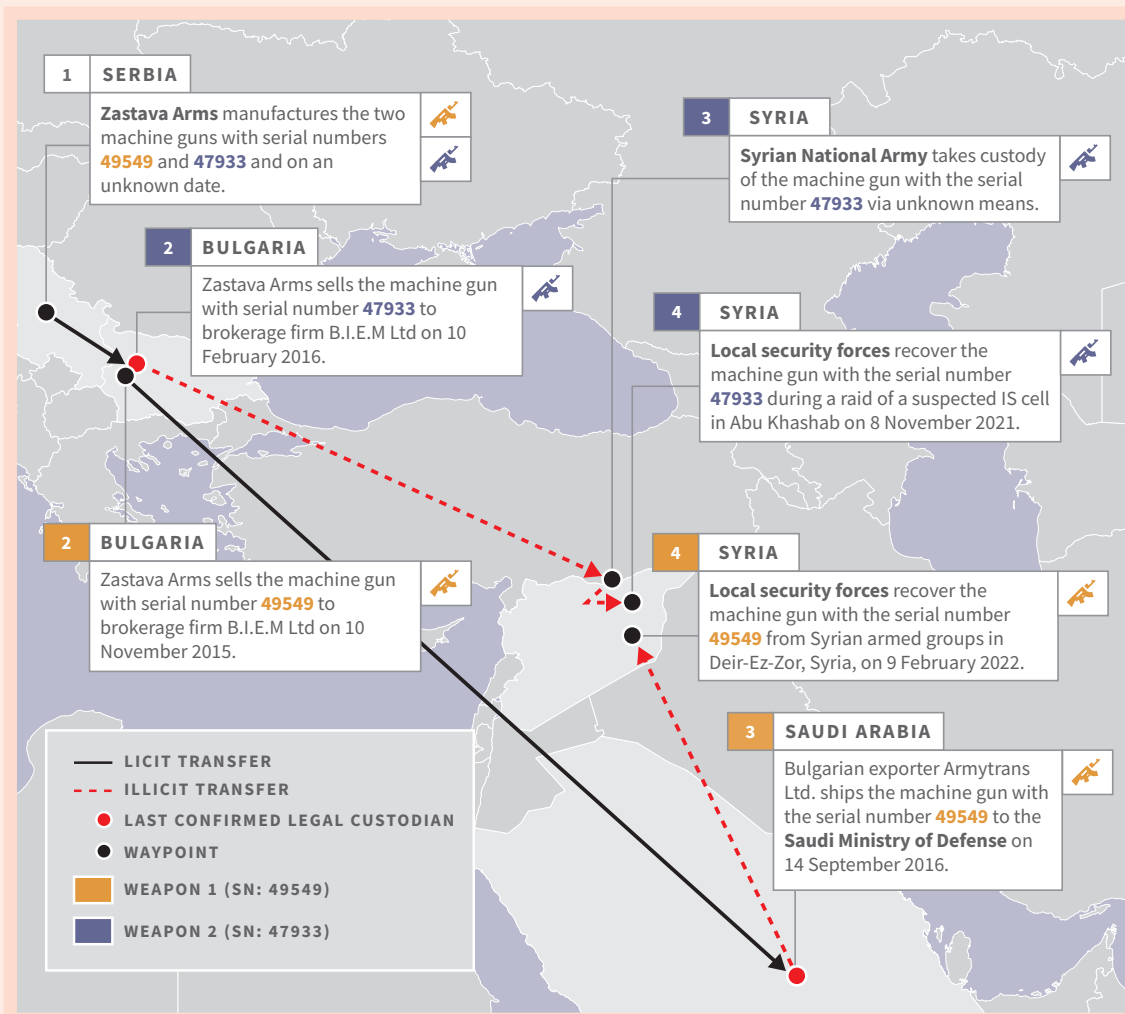 1 SERBIA
Zastava Arms manufactures the two
machine guns with serial numbers
49549 and 47933 and on an
unknown date.
2 BULGARIA
Zastava Arms sells the machine gun
with serial number 47933 to
brokerage firm B.I.E.M Ltd on 10
February 2016.
3 SYRIA
Syrian National Army takes custody
of the machine gun with the serial
number 47933 via unknown means.
4 SYRIA
Local security forces recover the
machine gun with the serial number
47933 during a raid of a suspected IS cell
in Abu Khashab on 8 November 2021.
2 BULGARIA
Zastava Arms sells the machine gun
with serial number 49549 to
brokerage firm B.I.E.M Ltd on 10
November 2015.
4 SYRIA
Local security forces recover the
machine gun with the serial number
49549 from Syrian armed groups in
Deir-Ez-Zor, Syria, on 9 February 2022.
3 SAUDI ARABIA
Bulgarian exporter Armytrans
Ltd. ships the machine gun with
the serial number 49549 to the
Saudi Ministry of Defense on
14 September 2016.
LICIT TRANSFER
ILLICIT TRANSFER
LAST CONFIRMED LEGAL CUSTODIAN
WAYPOINT
WEAPON 1 (SN: 49549)
WEAPON 2 (SN: 47933)